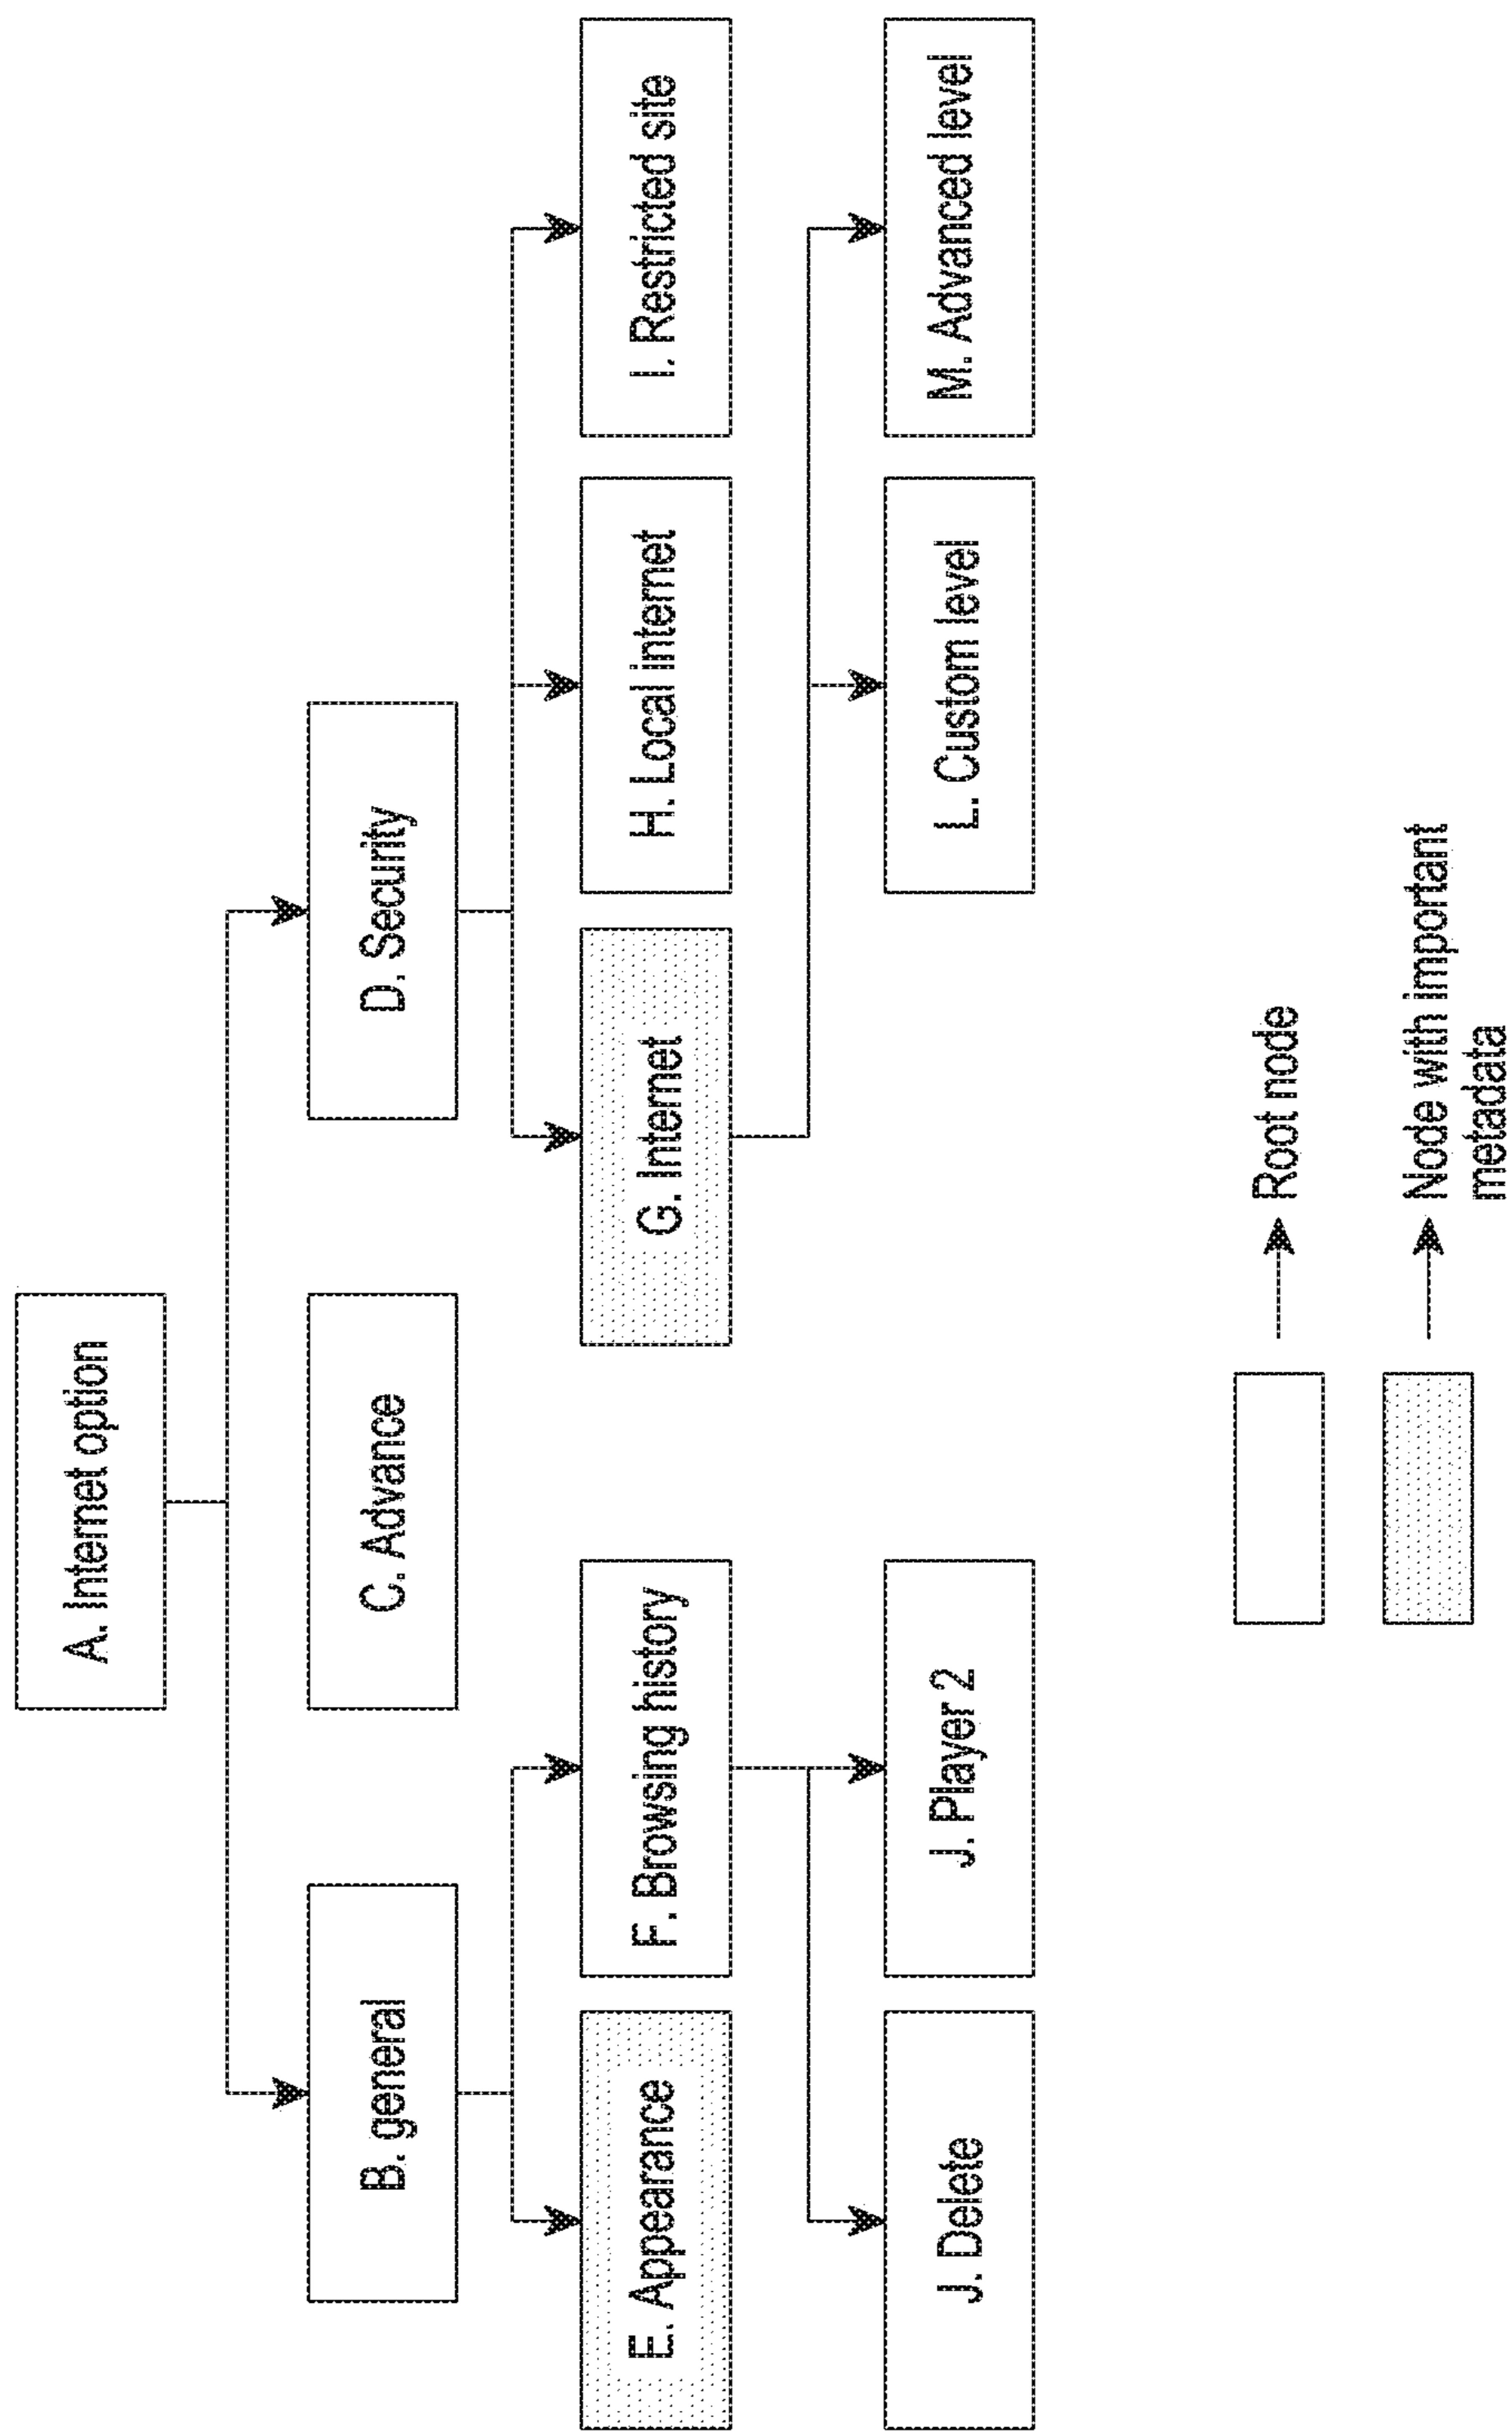 A. Internet option
B. general
C. Advance
D. Security
E. Appearance
F. Browsing history
G. Internet
H. Local internet
I. Restricted site
J. Delete
J. Player 2
L. Custom level
M. Advanced level
Root node
Node with important
metadata